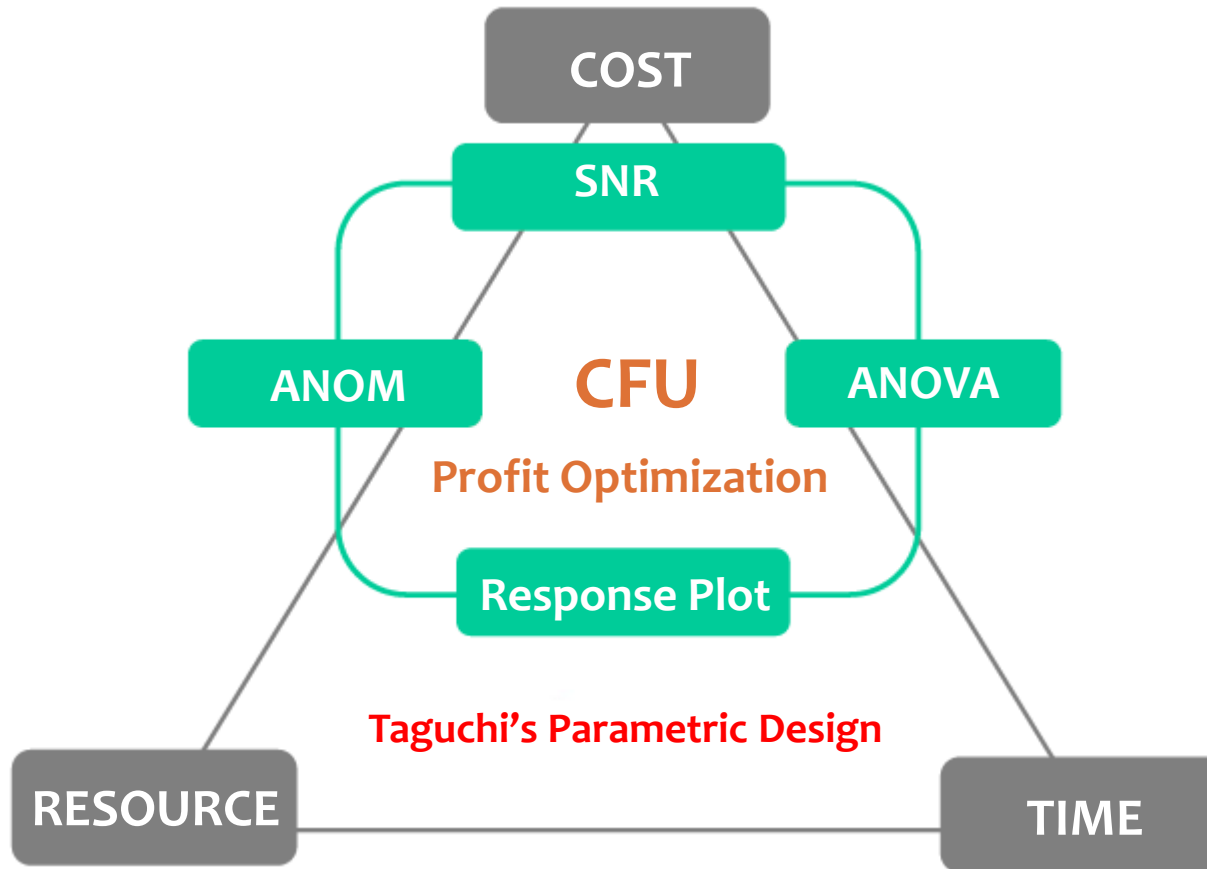 COST
SNR
ANOM
CFU
ANOVA
Profit Optimization
Response Plot
Taguchi’s Parametric Design
RESOURCE
TIME